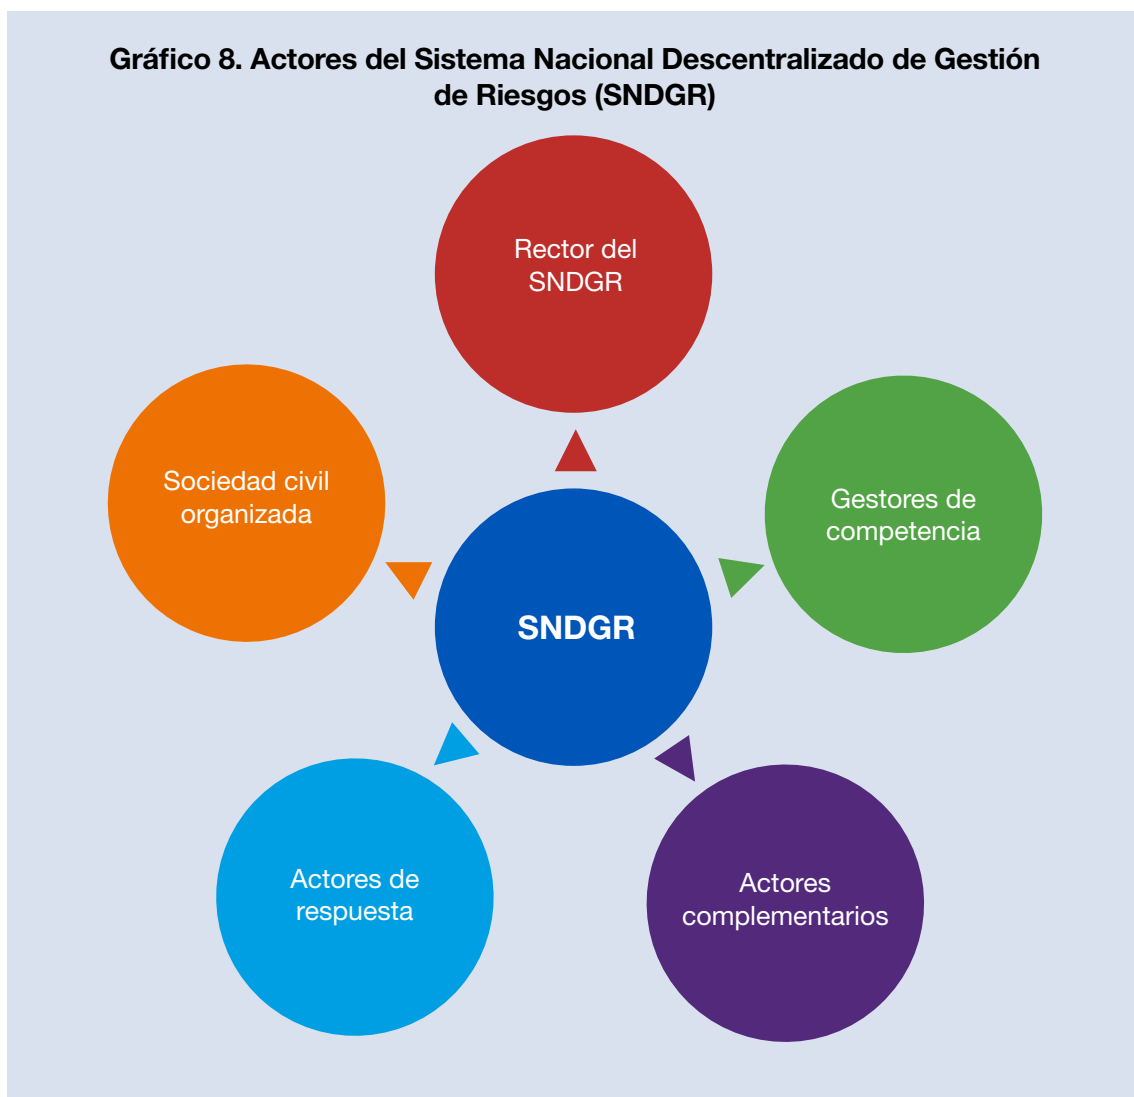 Gráfico 8. Actores del Sistema Nacional Descentralizado de Gestión
de Riesgos (SNDGR)
Rector del
SNDGR
Sociedad civil
organizada
Gestores de
competencia
SNDGR
Actores de
respuesta
Actores
complementarios